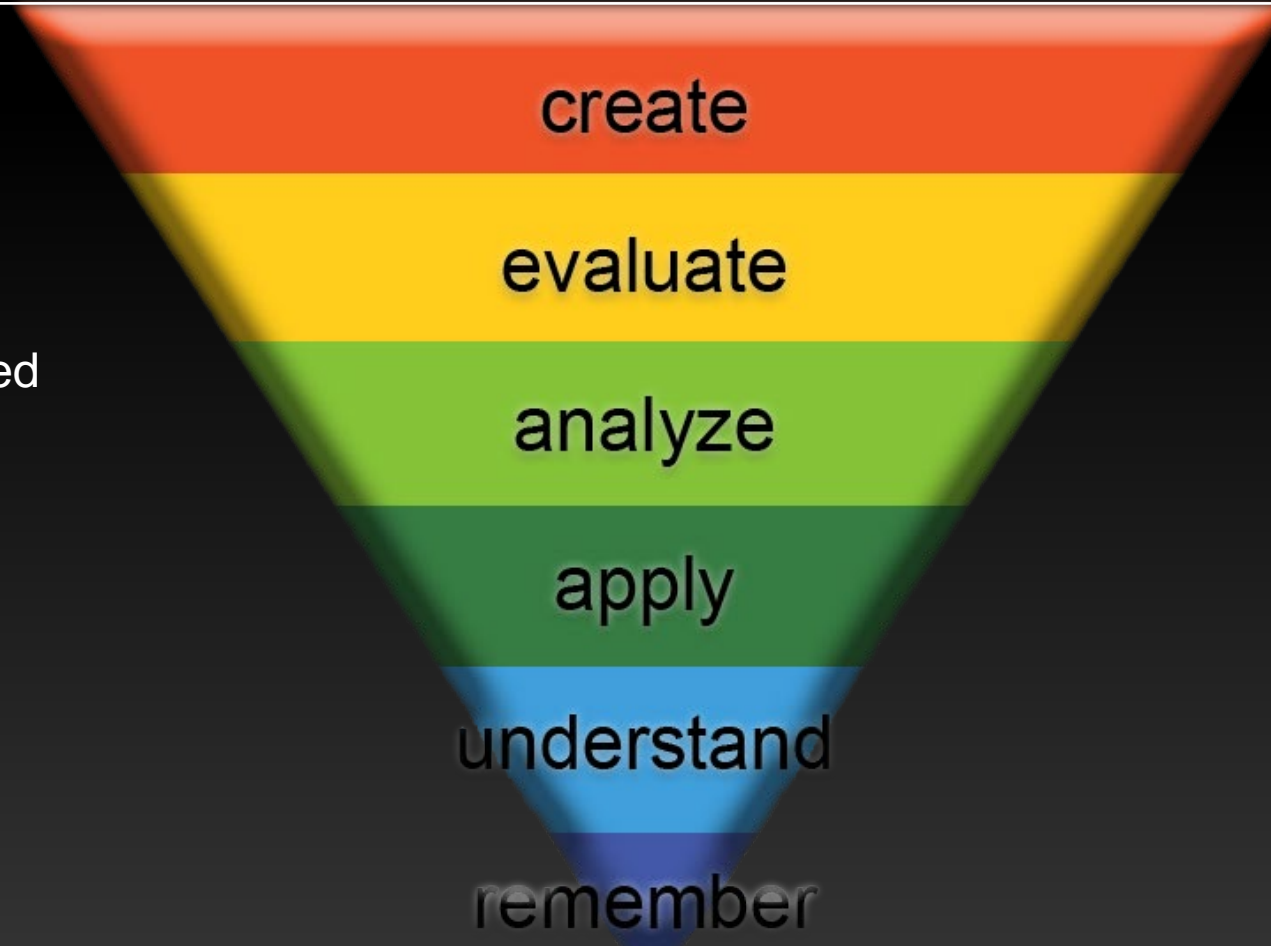 create
evaluate
ed
analyze
apply
understand
remember